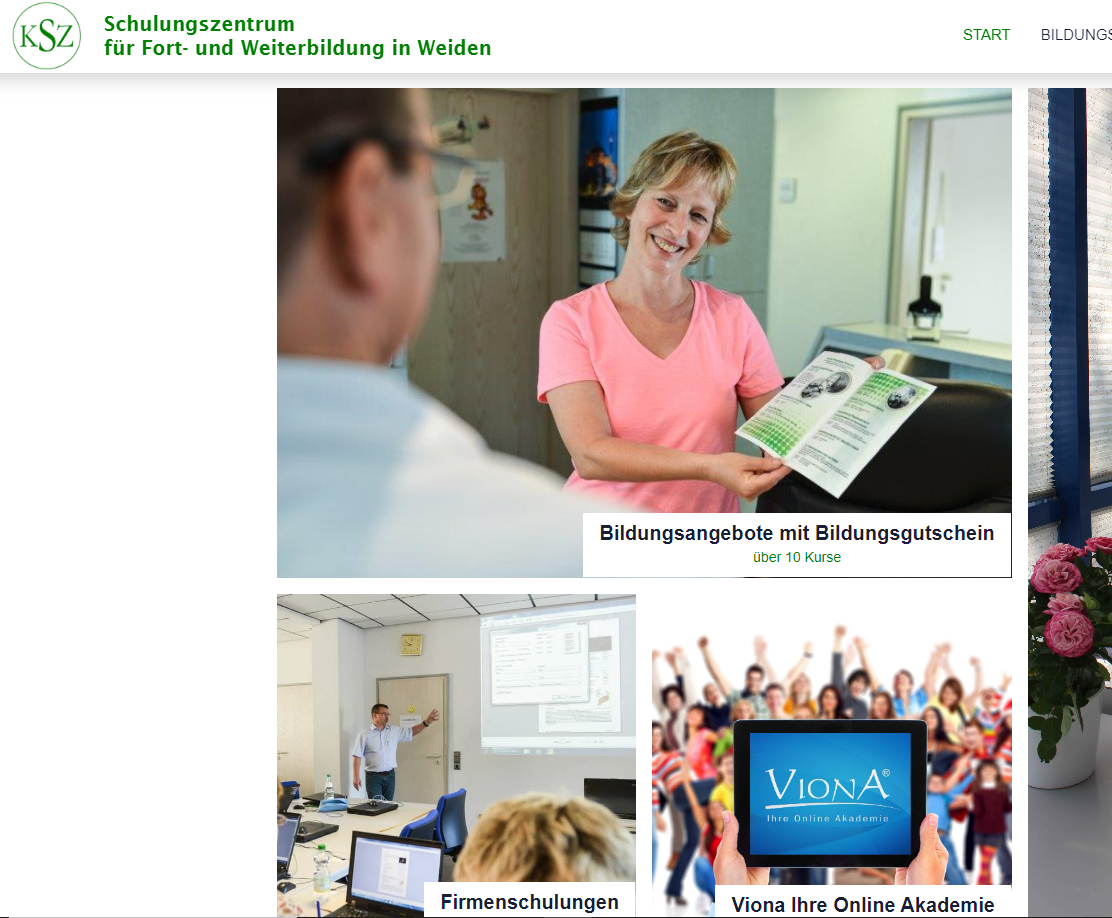 KSZ
Schulungszentrum
für Fort- und Weiterbildung in Weiden
START
BILDUNGS
Bildungsangebote mit Bildungsgutschein
über 10 Kurse
VIONA®
Ihre Online Akademie
Firmenschulungen
Viona Ihre Online Akademie